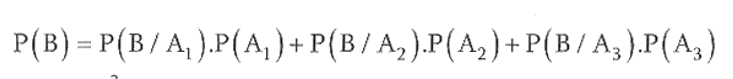 P(B) = P(B / A₁).P(A₁) + P(B / A₂).P(A₂) + P(B / A₃).P(A₃)